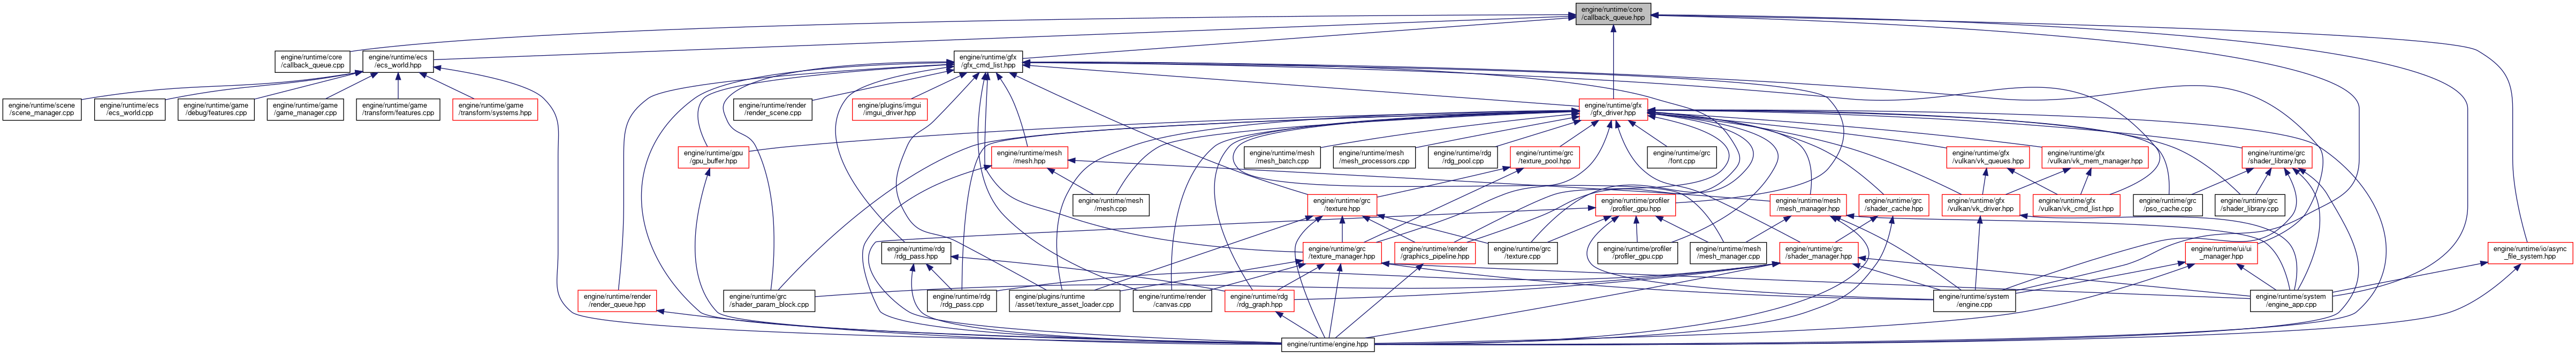 engine/runtime/core
/callback_queue.hpp
engine/runtime/core
/callback_queue.cpp
engine/runtime/ecs
/ecs_world.hpp
engine/runtime/gfx
/gfx_cmd_list.hpp
engine/runtime/scene
/scene_manager.cpp
engine/runtime/ecs
/ecs_world.cpp
engine/runtime/game
/debug/features.cpp
engine/runtime/game
/game_manager.cpp
engine/runtime/game
/transform/features.cpp
engine/runtime/game
/transform/systems.hpp
engine/runtime/render
/render_scene.cpp
engine/plugins/imgui
/imgui_driver.hpp
engine/runtime/gfx
/gfx_driver.hpp
engine/runtime/gpu
/gpu_buffer.hpp
engine/runtime/mesh
/mesh.hpp
engine/runtime/mesh
/mesh_batch.cpp
engine/runtime/mesh
/mesh_processors.cpp
engine/runtime/rdg
/rdg_pool.cpp
engine/runtime/grc
/texture_pool.hpp
engine/runtime/grc
/font.cpp
engine/runtime/gfx
/vulkan/vk_queues.hpp
engine/runtime/gfx
/vulkan/vk_mem_manager.hpp
engine/runtime/grc
/shader_library.hpp
engine/runtime/mesh
/mesh.cpp
engine/runtime/grc
/texture.hpp
engine/runtime/profiler
/profiler_gpu.hpp
engine/runtime/mesh
/mesh_manager.hpp
engine/runtime/grc
/shader_cache.hpp
engine/runtime/gfx
/vulkan/vk_driver.hpp
engine/runtime/gfx
/vulkan/vk_cmd_list.hpp
engine/runtime/grc
/pso_cache.cpp
engine/runtime/grc
/shader_library.cpp
engine/runtime/rdg
/rdg_pass.hpp
engine/runtime/grc
/texture_manager.hpp
engine/runtime/render
/graphics_pipeline.hpp
engine/runtime/grc
/texture.cpp
engine/runtime/profiler
/profiler_gpu.cpp
engine/runtime/mesh
/mesh_manager.cpp
engine/runtime/grc
/shader_manager.hpp
engine/runtime/ui/ui
_manager.hpp
engine/runtime/io/async
_file_system.hpp
engine/runtime/render
/render_queue.hpp
engine/runtime/grc
/shader_param_block.cpp
engine/runtime/rdg
/rdg_pass.cpp
engine/plugins/runtime
/asset/texture_asset_loader.cpp
engine/runtime/render
/canvas.cpp
engine/runtime/rdg
/rdg_graph.hpp
engine/runtime/system
/engine.cpp
engine/runtime/system
/engine_app.cpp
engine/runtime/engine.hpp